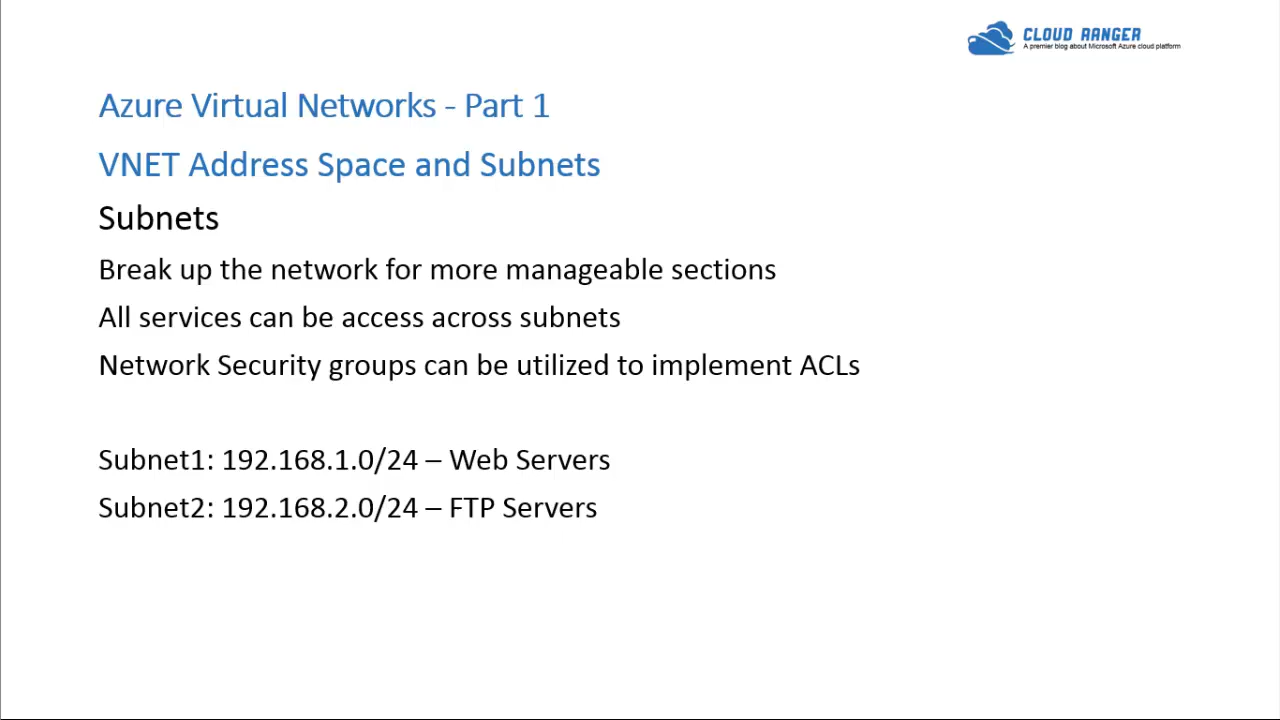 CLOUD RANGER
A premier blog about Microsoft Azure cloud platform
Azure Virtual Networks - Part 1
VNET Address Space and Subnets
Subnets
Break up the network for more manageable sections
All services can be access across subnets
Network Security groups can be utilized to implement ACLs
Subnet1: 192.168.1.0/24 – Web Servers
Subnet2: 192.168.2.0/24 – FTP Servers